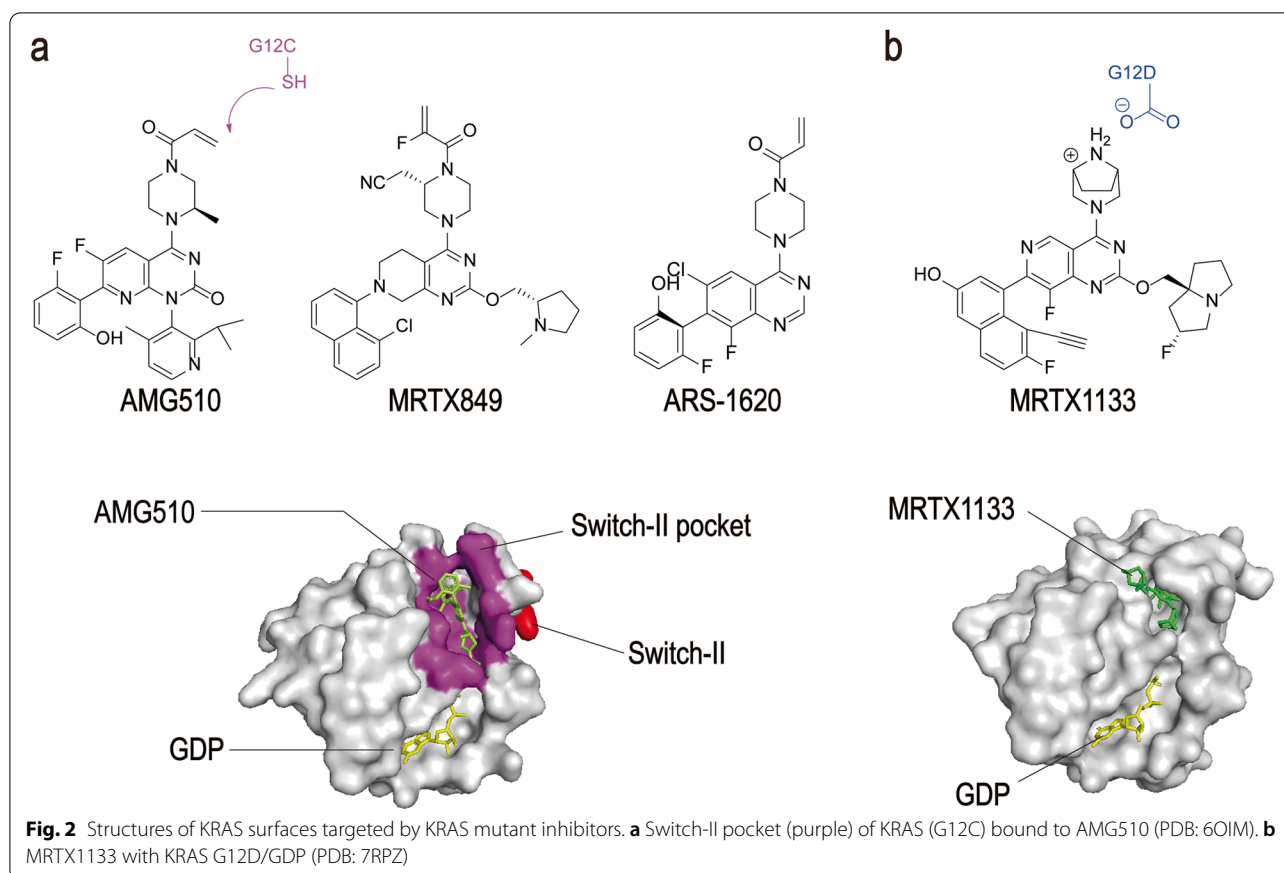 a
G12C
SH
O
N
N
F
F
N
N
N
O
OH
N
AMG510
F
O
NC
N
N
N
N
N
O
N
Cl
MRTX849
O
N
N
Cl
OH
N
N
F
F
ARS-1620
b
G12D
⊖
O
O
NH2
⊕
N
N
N
N
O
N
HO
F
F
F
MRTX1133
AMG510
Switch-II pocket
Switch-II
GDP
MRTX1133
GDP
Fig. 2 Structures of KRAS surfaces targeted by KRAS mutant inhibitors. a Switch-II pocket (purple) of KRAS (G12C) bound to AMG510 (PDB: 6OIM). b
MRTX1133 with KRAS G12D/GDP (PDB: 7RPZ)